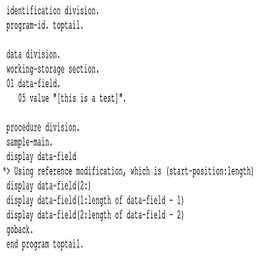 identification division.
program-id. toptail.
data division.
working-storage section.
01 data-field.
05 value "[this is a test]".
procedure division.
sample-main.
display data-field
*> Using reference modification, which is (start-position:length)
display data-field(2:)
display data-field(1:length of data-field - 1)
display data-field(2:length of data-field - 2)
goback.
end program toptail.